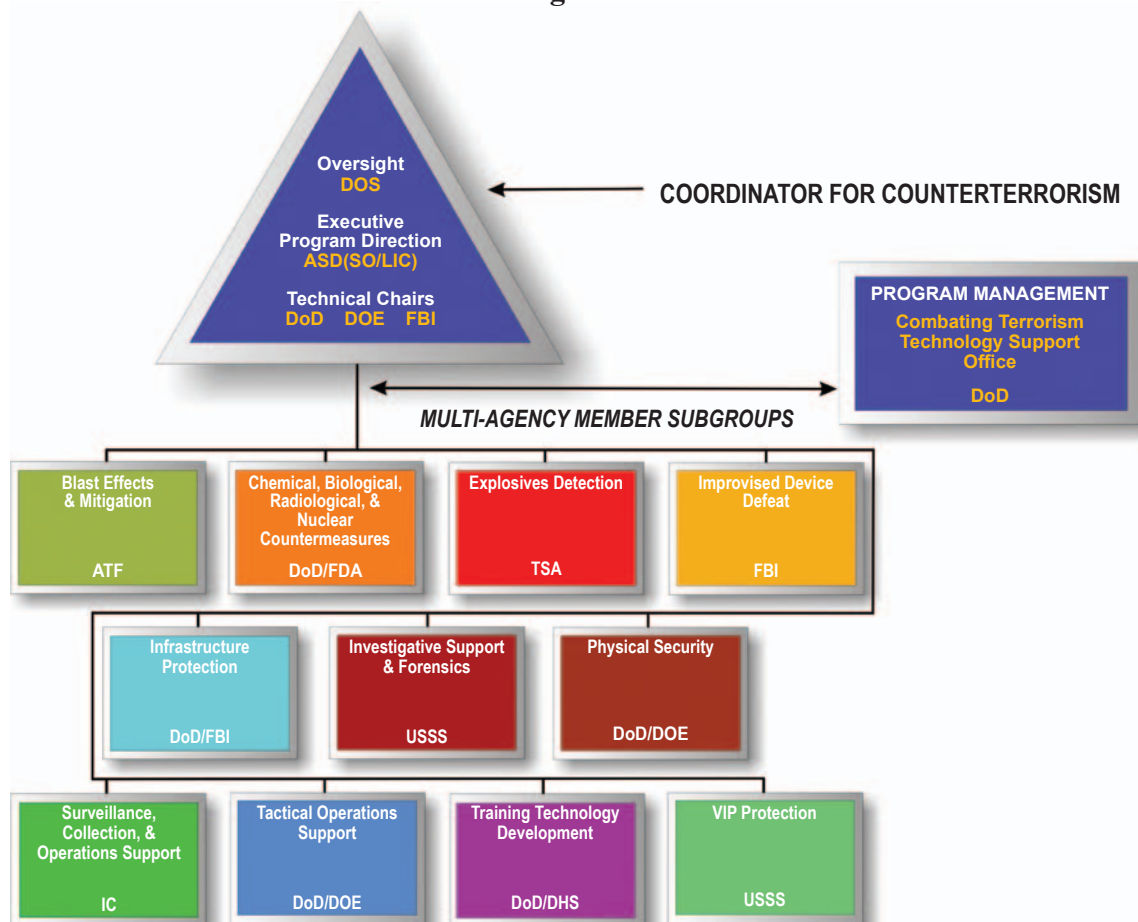 Oversight
DOS
Executive
Program Direction
ASD(SO/LIC)
Technical Chairs
DoD DOE FBI
COORDINATOR FOR COUNTERTERRORISM
PROGRAM MANAGEMENT
Combating Terrorism
Technology Support
Office
DoD
MULTI-AGENCY MEMBER SUBGROUPS
Blast Effects
& Mitigation
ATF
Chemical, Biological,
Radiological, &
Nuclear
Countermeasures
DoD/FDA
Explosives Detection
TSA
Improvised Device
Defeat
FBI
Infrastructure
Protection
DoD/FBI
Investigative Support
& Forensics
USSS
Physical Security
DoD/DOE
Surveillance,
Collection, &
Operations Support
IC
Tactical Operations
Support
DoD/DOE
Training Technology
Development
DoD/DHS
VIP Protection
USSS